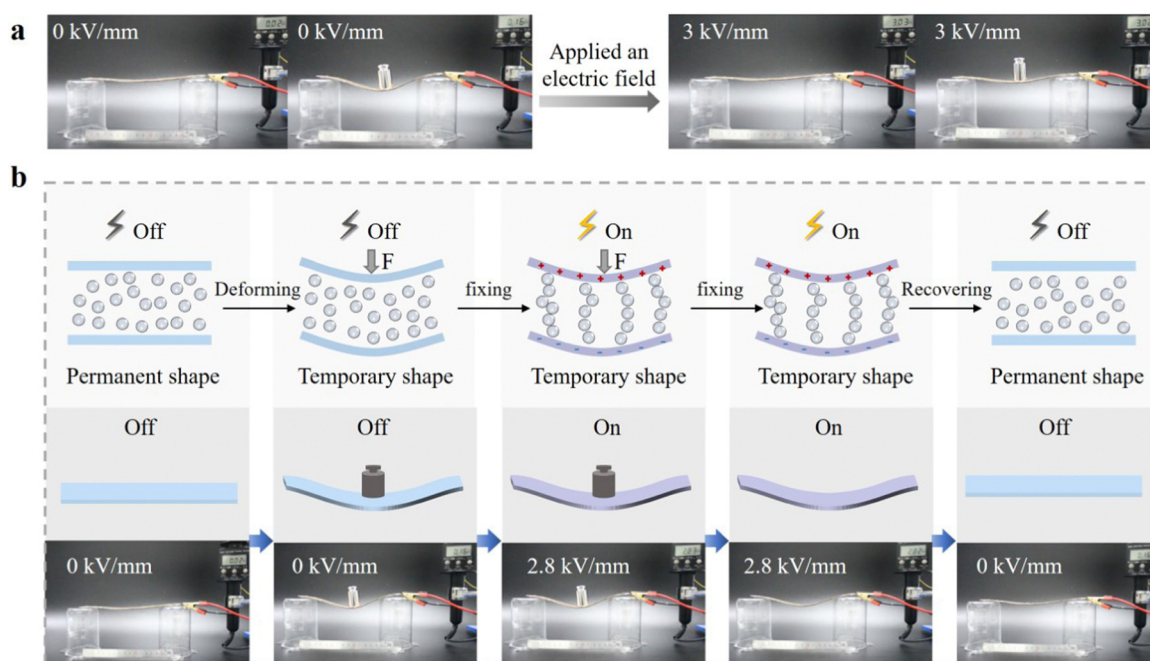 a
0 kV/mm
0 kV/mm
Applied an
electric field
3 kV/mm
3 kV/mm
b
Off
Off
On
On
Off
F
F
Deforming
fixing
fixing
Recovering
Permanent shape
Temporary shape
Temporary shape
Temporary shape
Permanent shape
Off
Off
On
On
Off
0 kV/mm
0 kV/mm
2.8 kV/mm
2.8 kV/mm
0 kV/mm